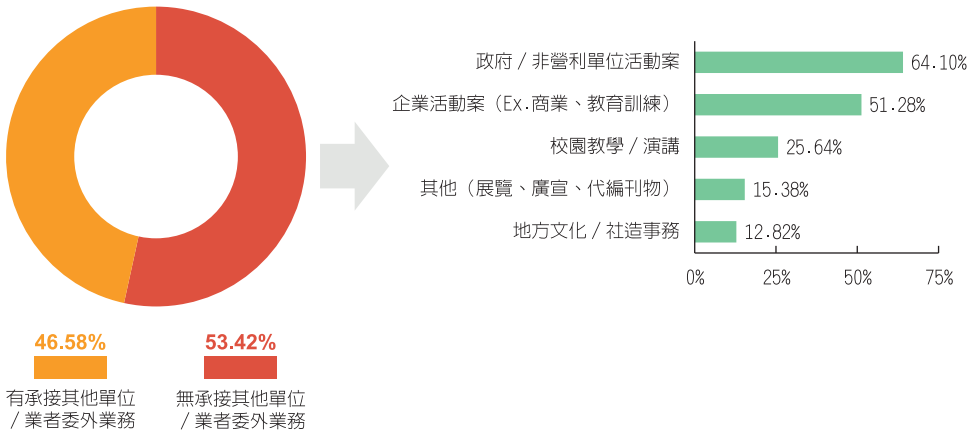 46.58%
有承接其他單位
/ 業者委外業務
53.42%
無承接其他單位
/ 業者委外業務
政府 / 非營利單位活動案
64.10%
企業活動案（Ex.商業、教育訓練）
51.28%
校園教學 / 演講
25.64%
其他（展覽、廣宣、代編刊物）
15.38%
地方文化 / 社造事務
12.82%
0%
25%
50%
75%